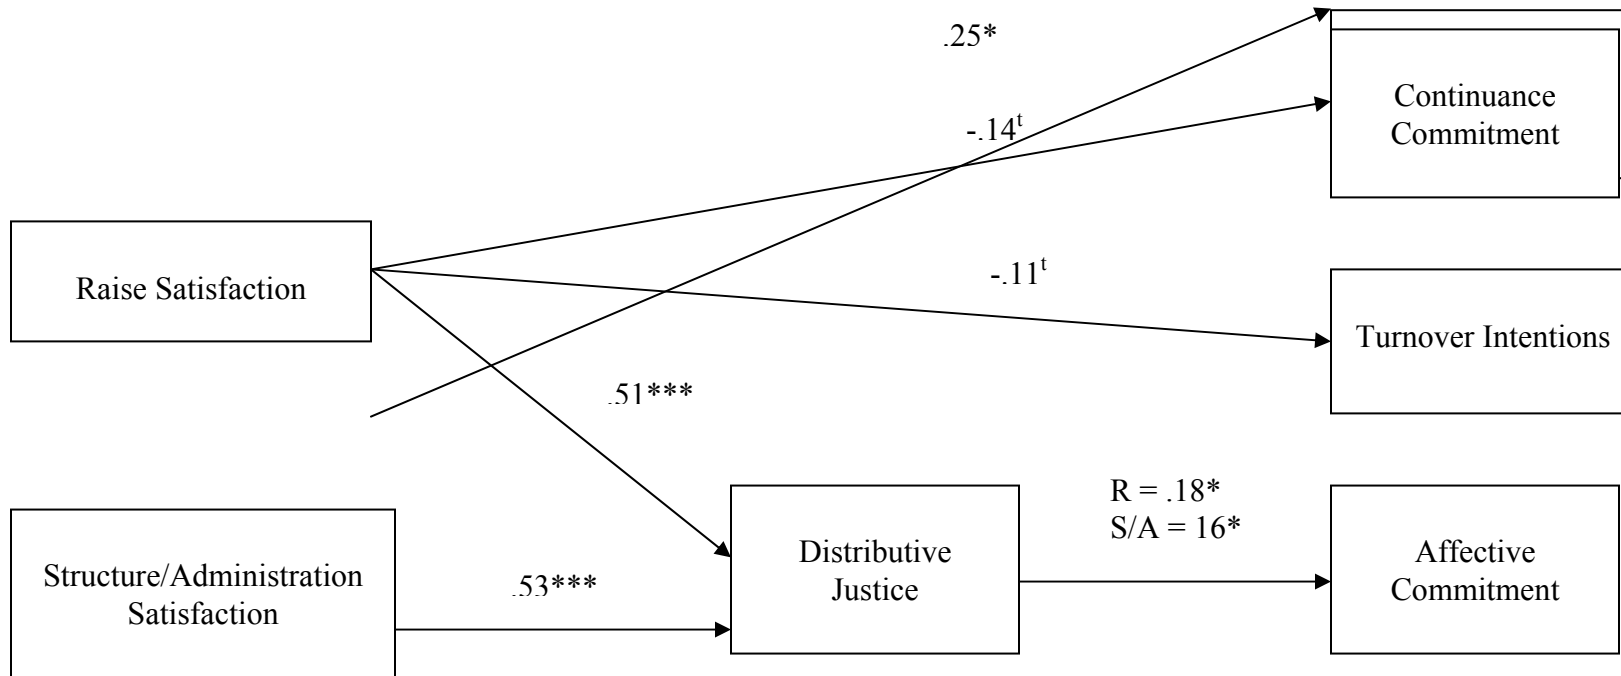 .25*
Continuance
Commitment
-.14ᵗ
Raise Satisfaction
-.11ᵗ
Turnover Intentions
.51***
R = .18*
S/A = 16*
Structure/Administration
Satisfaction
.53***
Distributive
Justice
Affective
Commitment